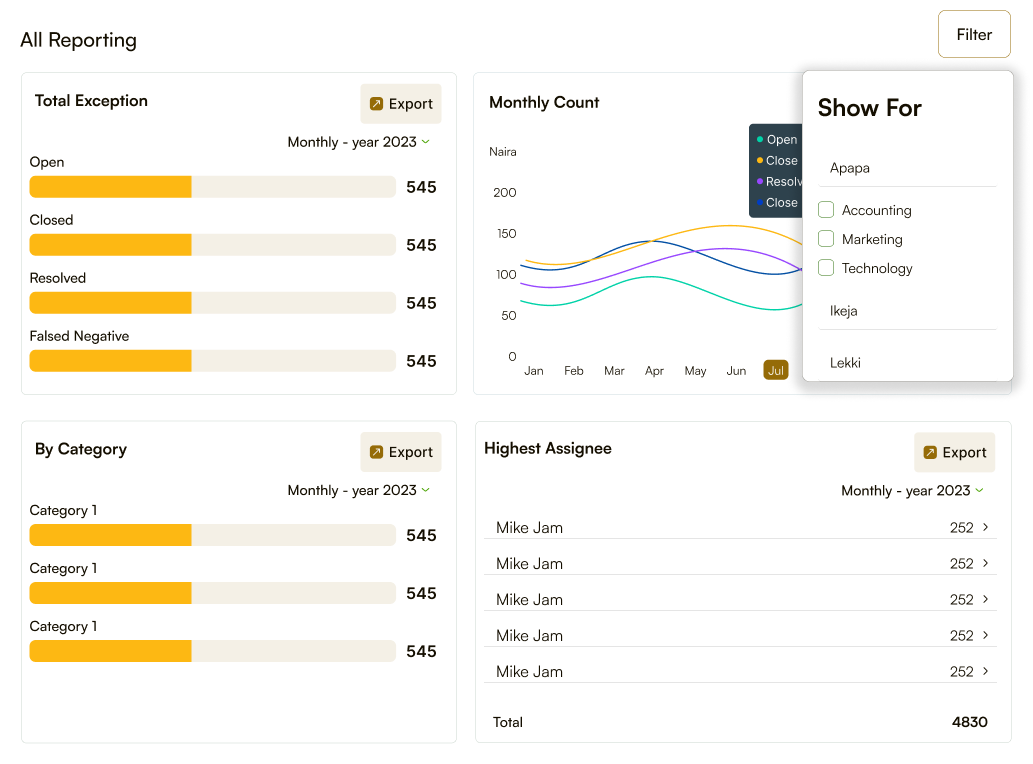 All Reporting
Filter
Total Exception
Export
Monthly - year 2023
Open
545
Closed
545
Resolved
545
Falsed Negative
545
Monthly Count
Naira
200
150
100
50
0
Open
Close
Resolv
Close
Jan Feb Mar Apr May Jun Jul
Show For
Apapa
Accounting
Marketing
Technology
Ikeja
Lekki
By Category
Export
Monthly - year 2023
Category 1
545
Category 1
545
Category 1
545
Highest Assignee
Export
Monthly - year 2023
Mike Jam 252
Mike Jam 252
Mike Jam 252
Mike Jam 252
Mike Jam 252
Total 4830